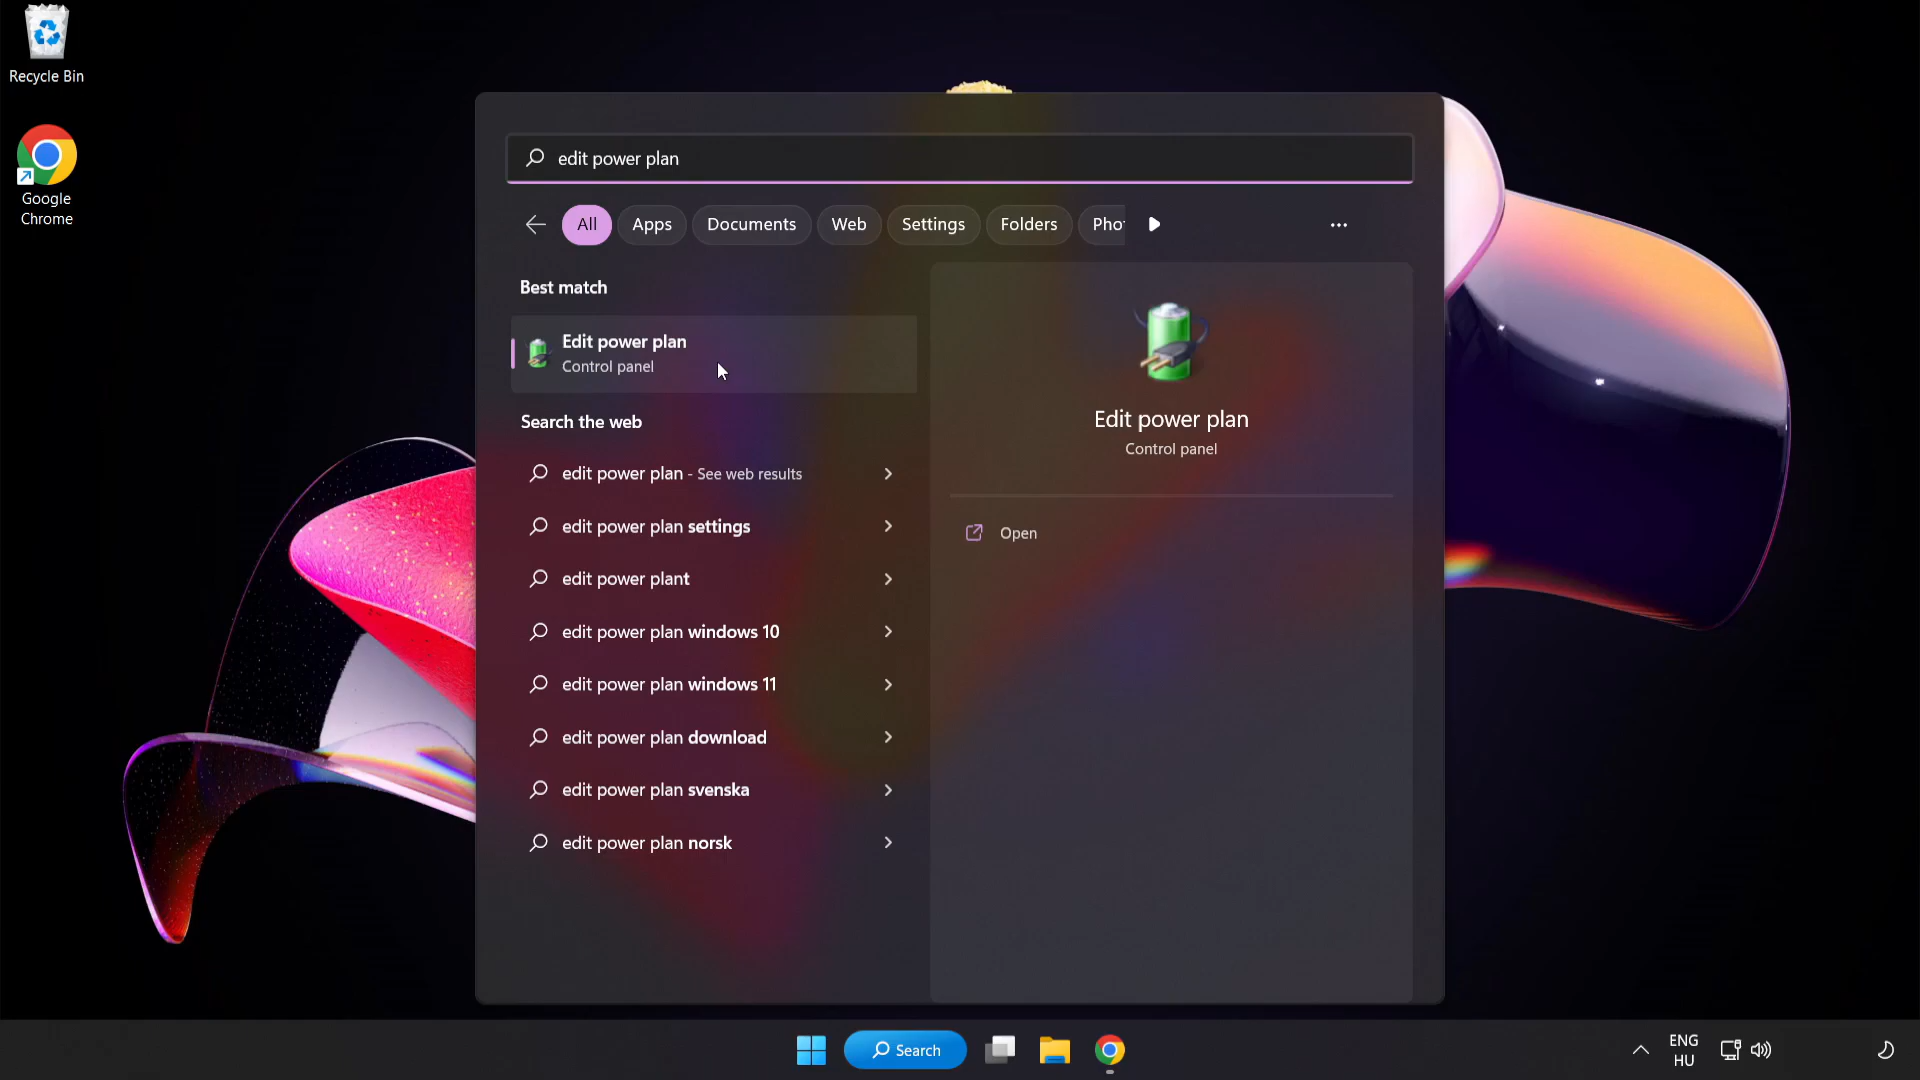 Recycle Bin
Google
Chrome
edit power plan
All
Apps
Documents
Web
Settings
Folders
Best match
Edit power plan
Control panel
Search the web
edit power plan - See web results
edit power plan settings
edit power plant
edit power plan windows 10
edit power plan windows 11
edit power plan download
edit power plan svenska
edit power plan norsk
Edit power plan
Control panel
Open
Search
ENG
HU